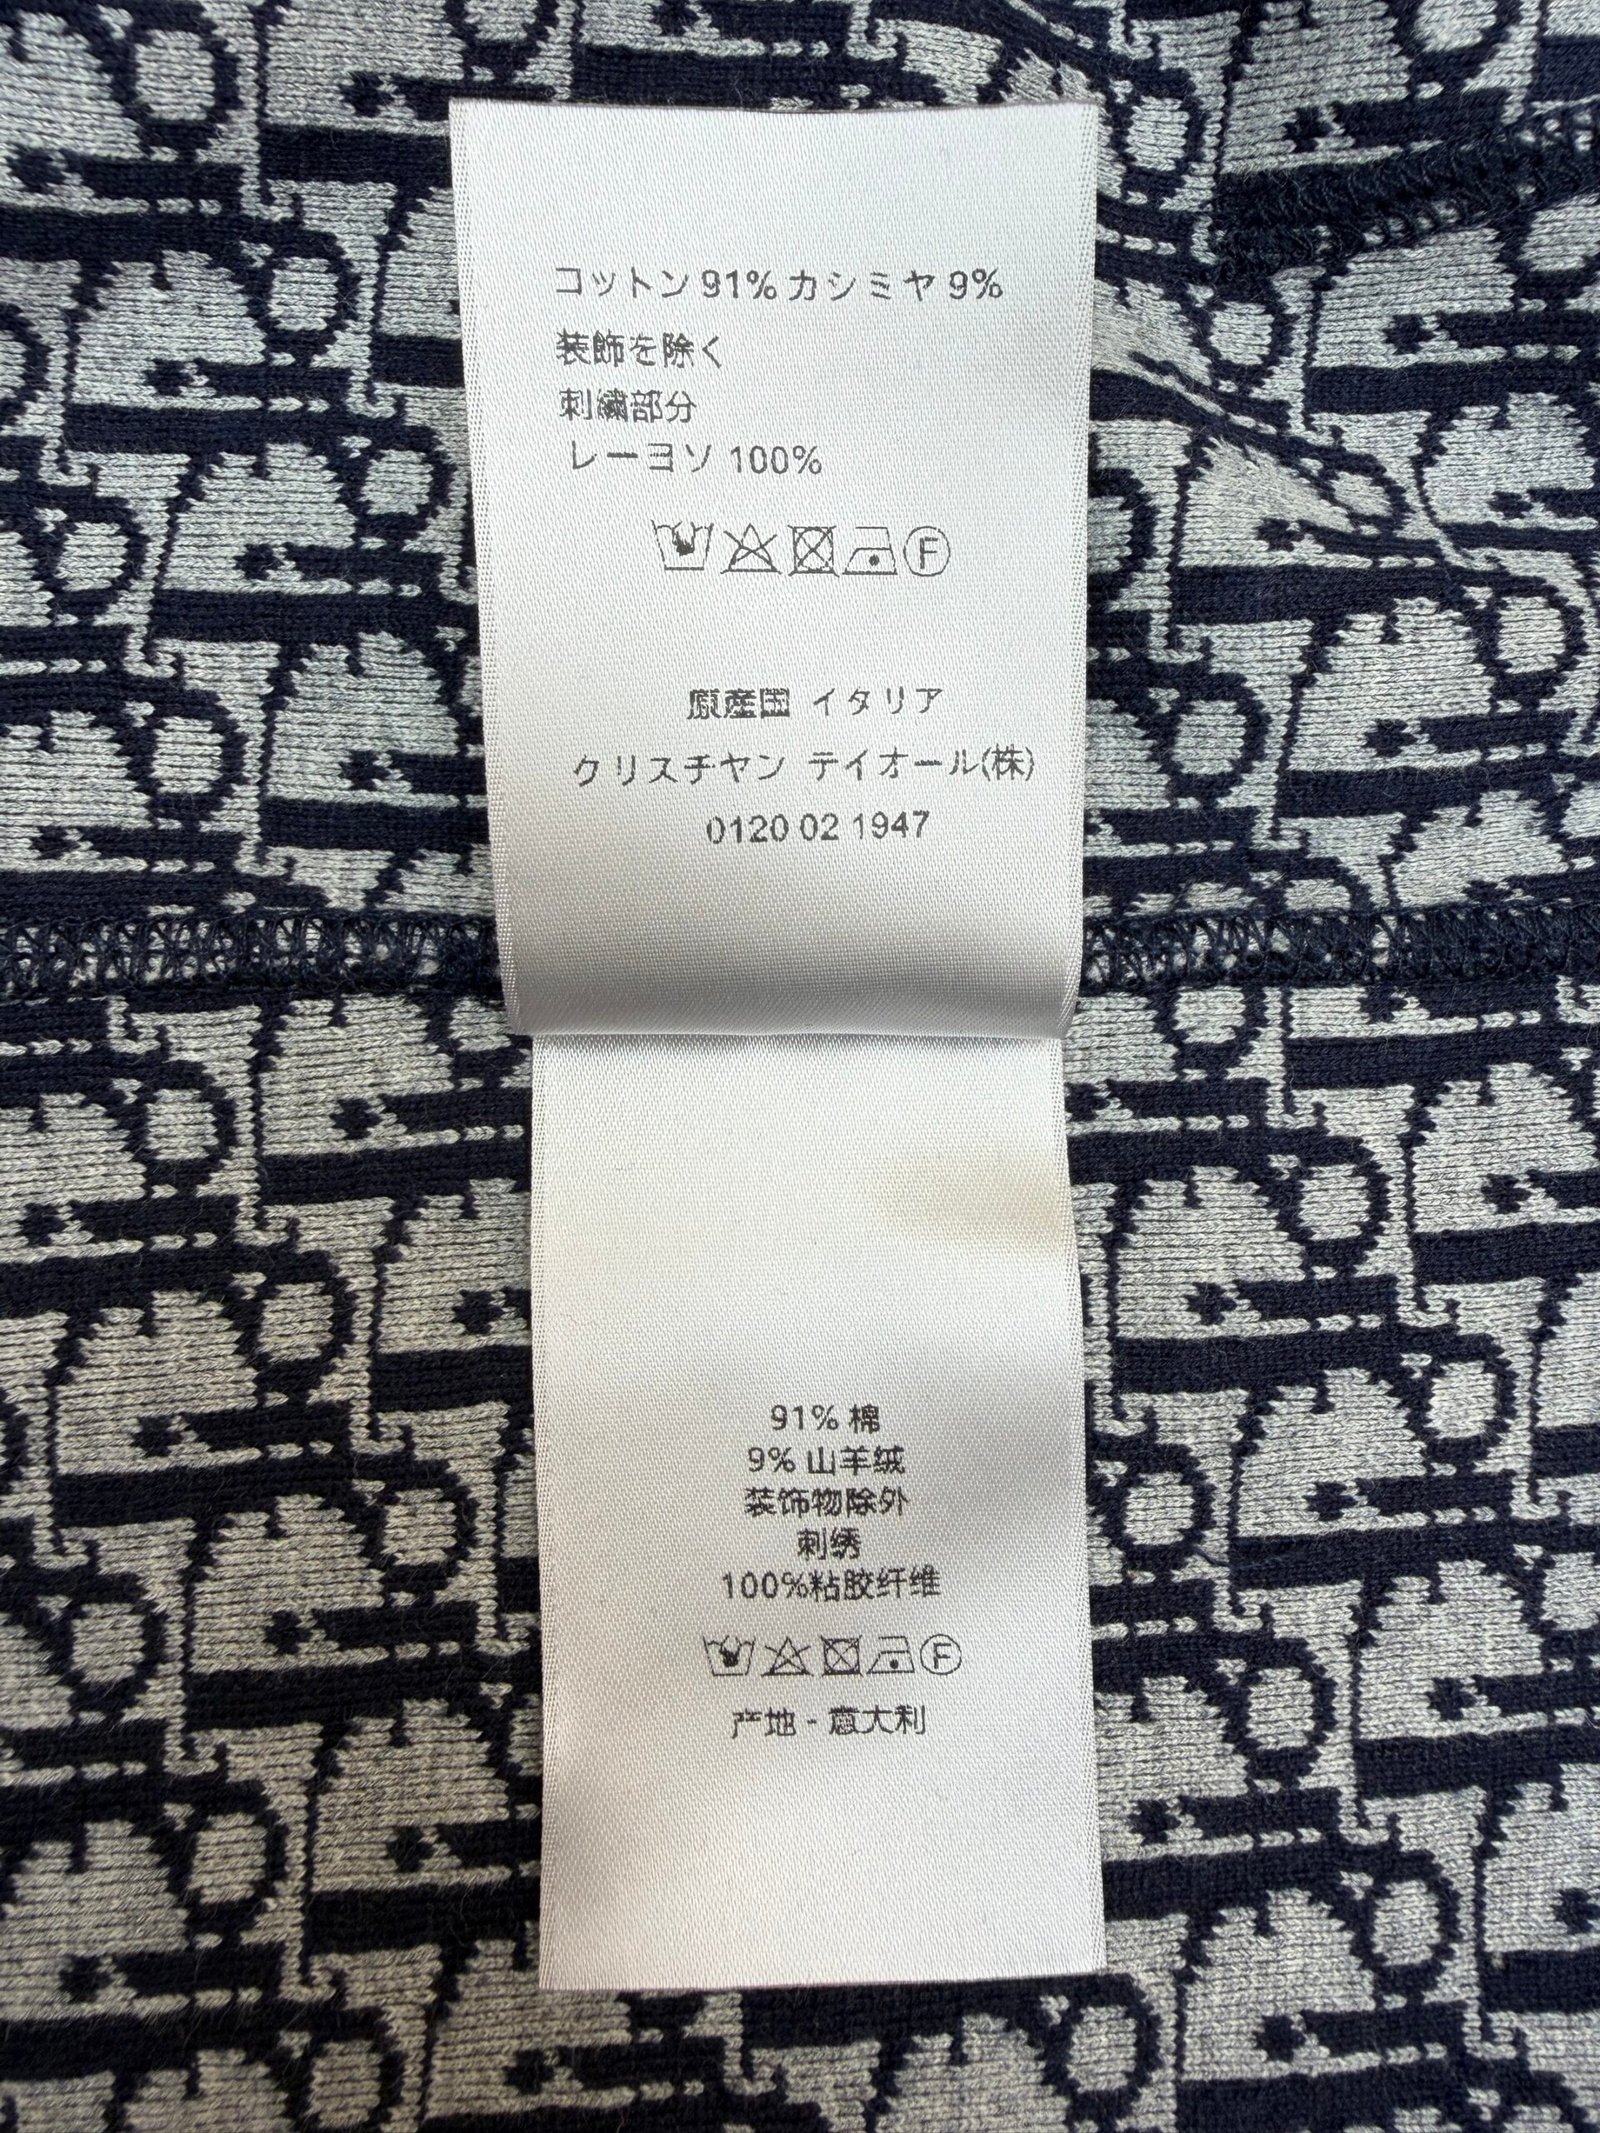 コットン 91% カシミヤ 9%
装飾を除く
刺繍部分
レーヨソ 100%
F
原産国 イタリア
クリスチヤン テイオール(株)
0120 02 1947
91% 棉
9% 山羊绒
装饰物除外
刺绣
100%粘胶纤维
F
产地 - 意大利